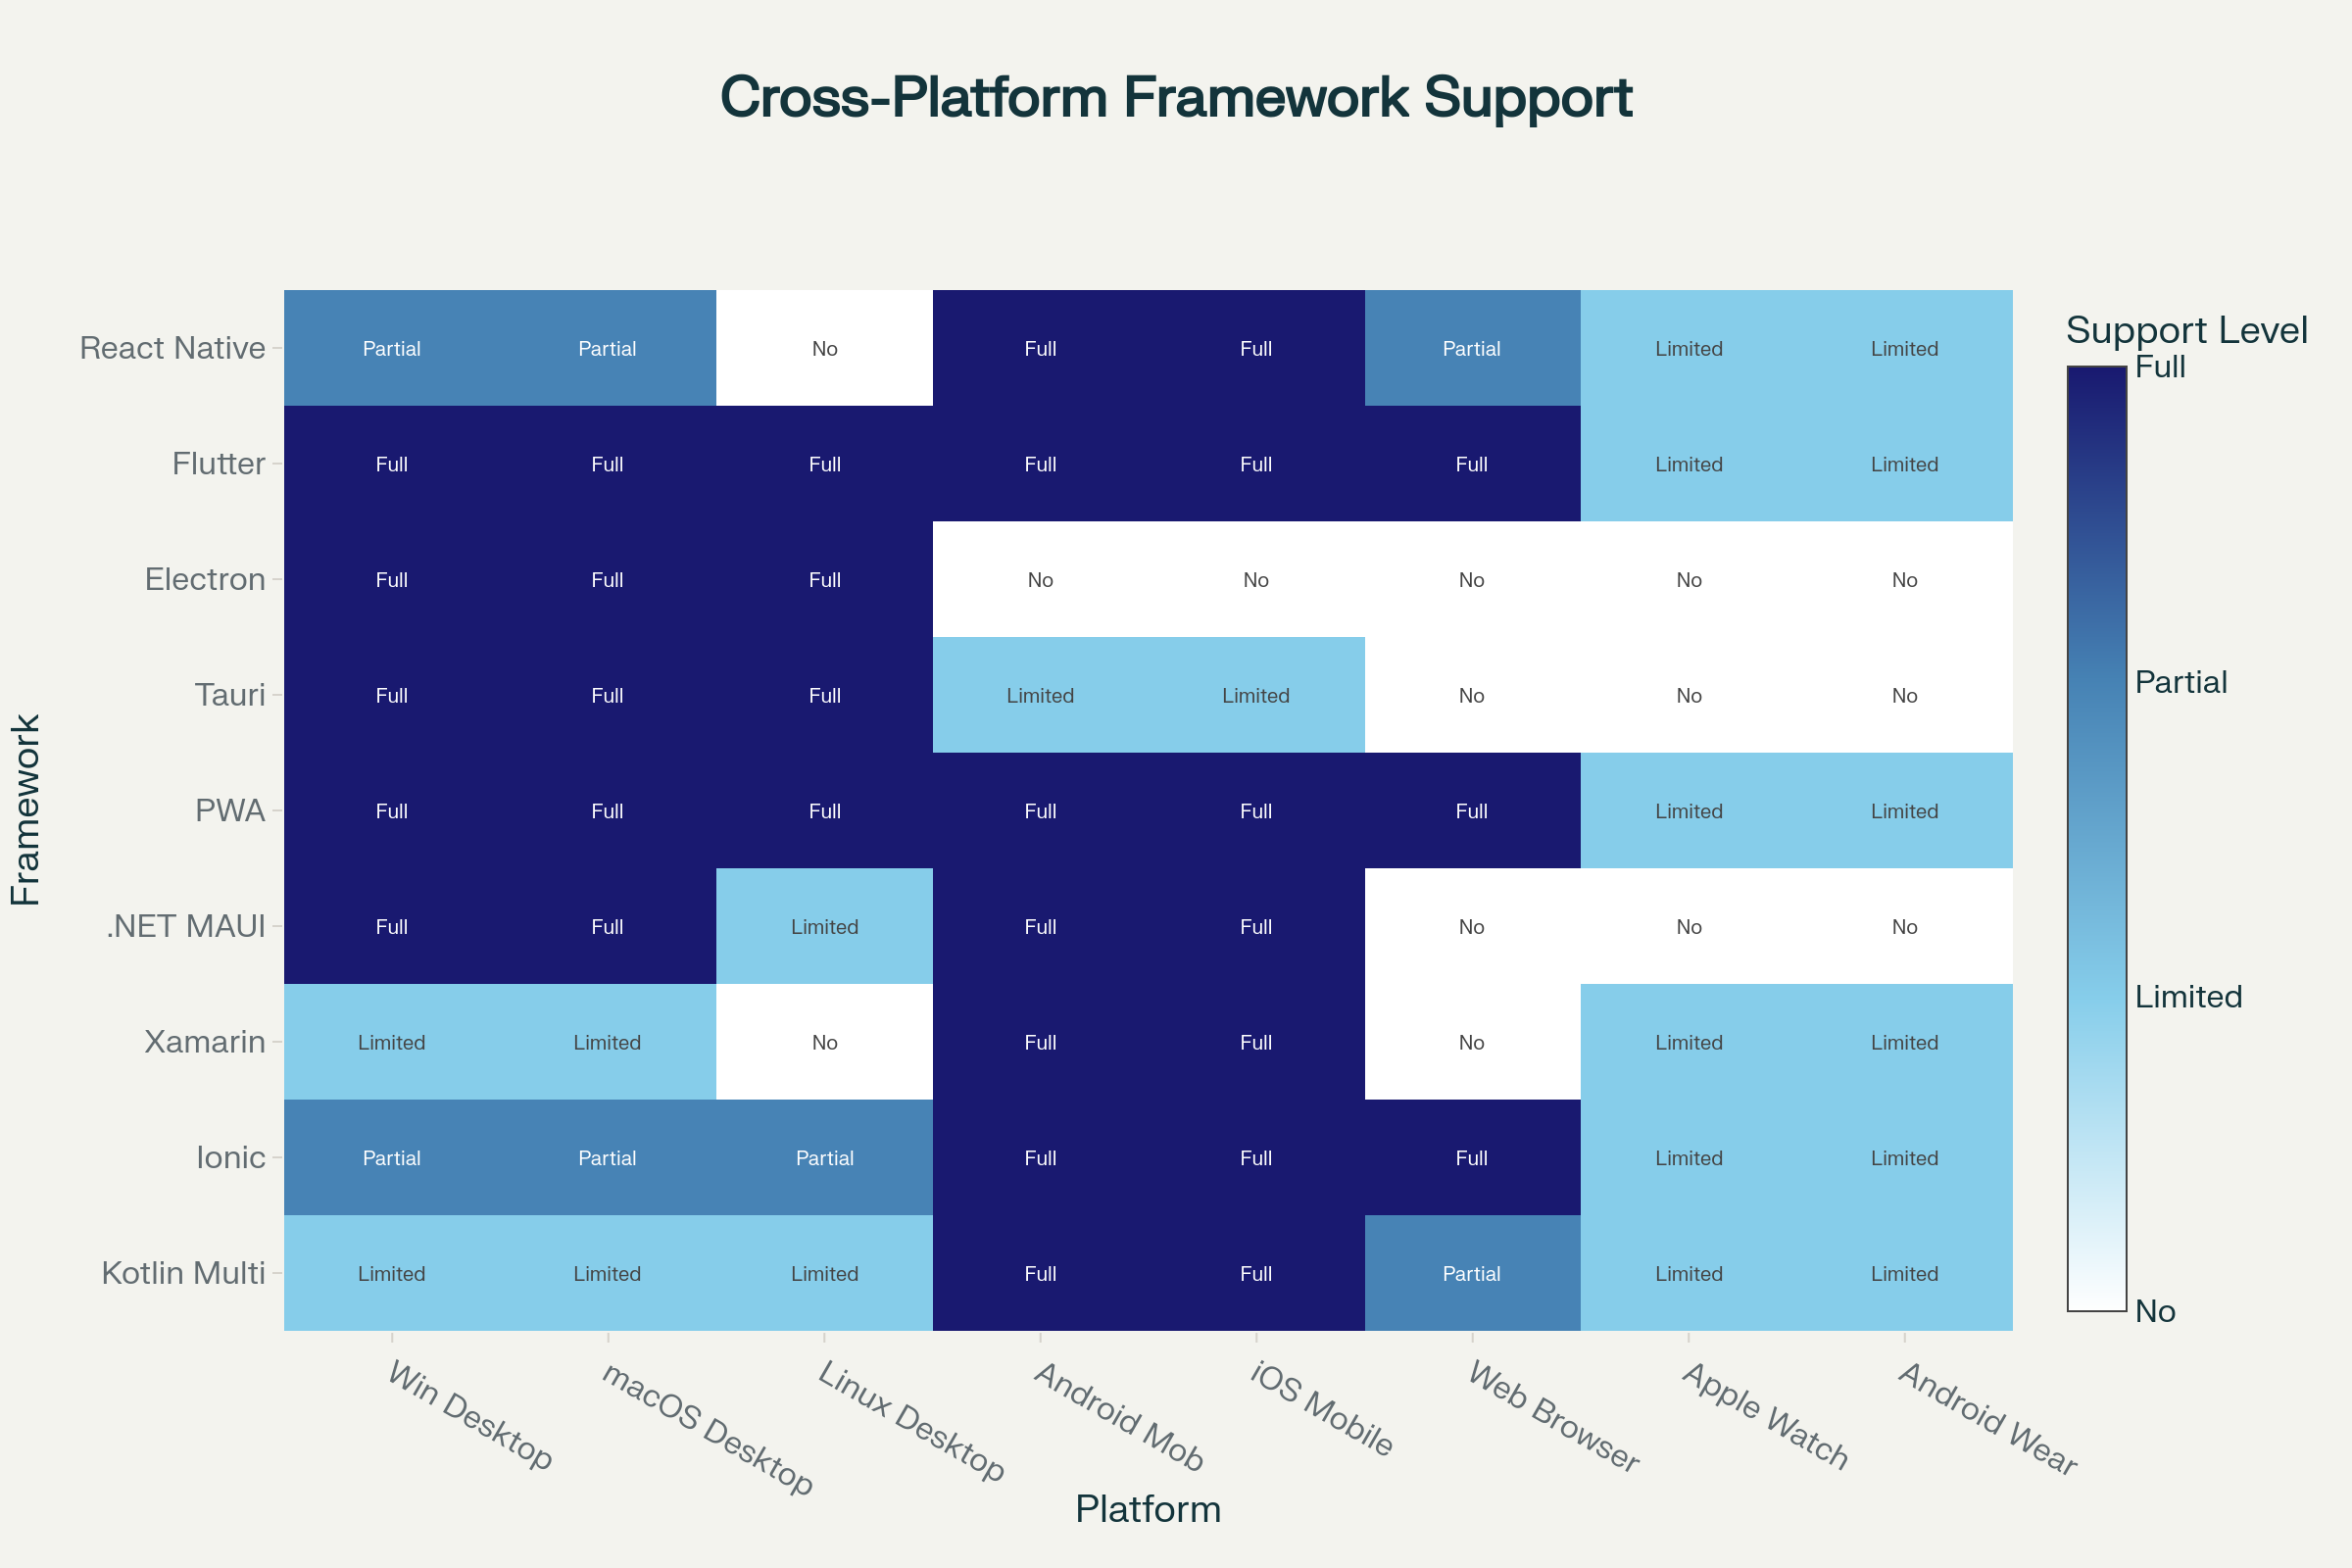 Cross-Platform Framework Support
Support Level
Full
Partial
Limited
No
Framework
React Native Partial Partial No Full Full Partial Limited Limited
Flutter Full Full Full Full Full Full Limited Limited
Electron Full Full Full No No No No No
Tauri Full Full Full Limited Limited No No No
PWA Full Full Full Full Full Full Limited Limited
.NET MAUI Full Full Limited Full Full No No No
Xamarin Limited Limited No Full Full No Limited Limited
Ionic Partial Partial Partial Full Full Full Limited Limited
Kotlin Multi Limited Limited Limited Full Full Partial Limited Limited
Win Desktop macOS Desktop Linux Desktop Android Mob iOS Mobile Web Browser Apple Watch Android Wear
Platform